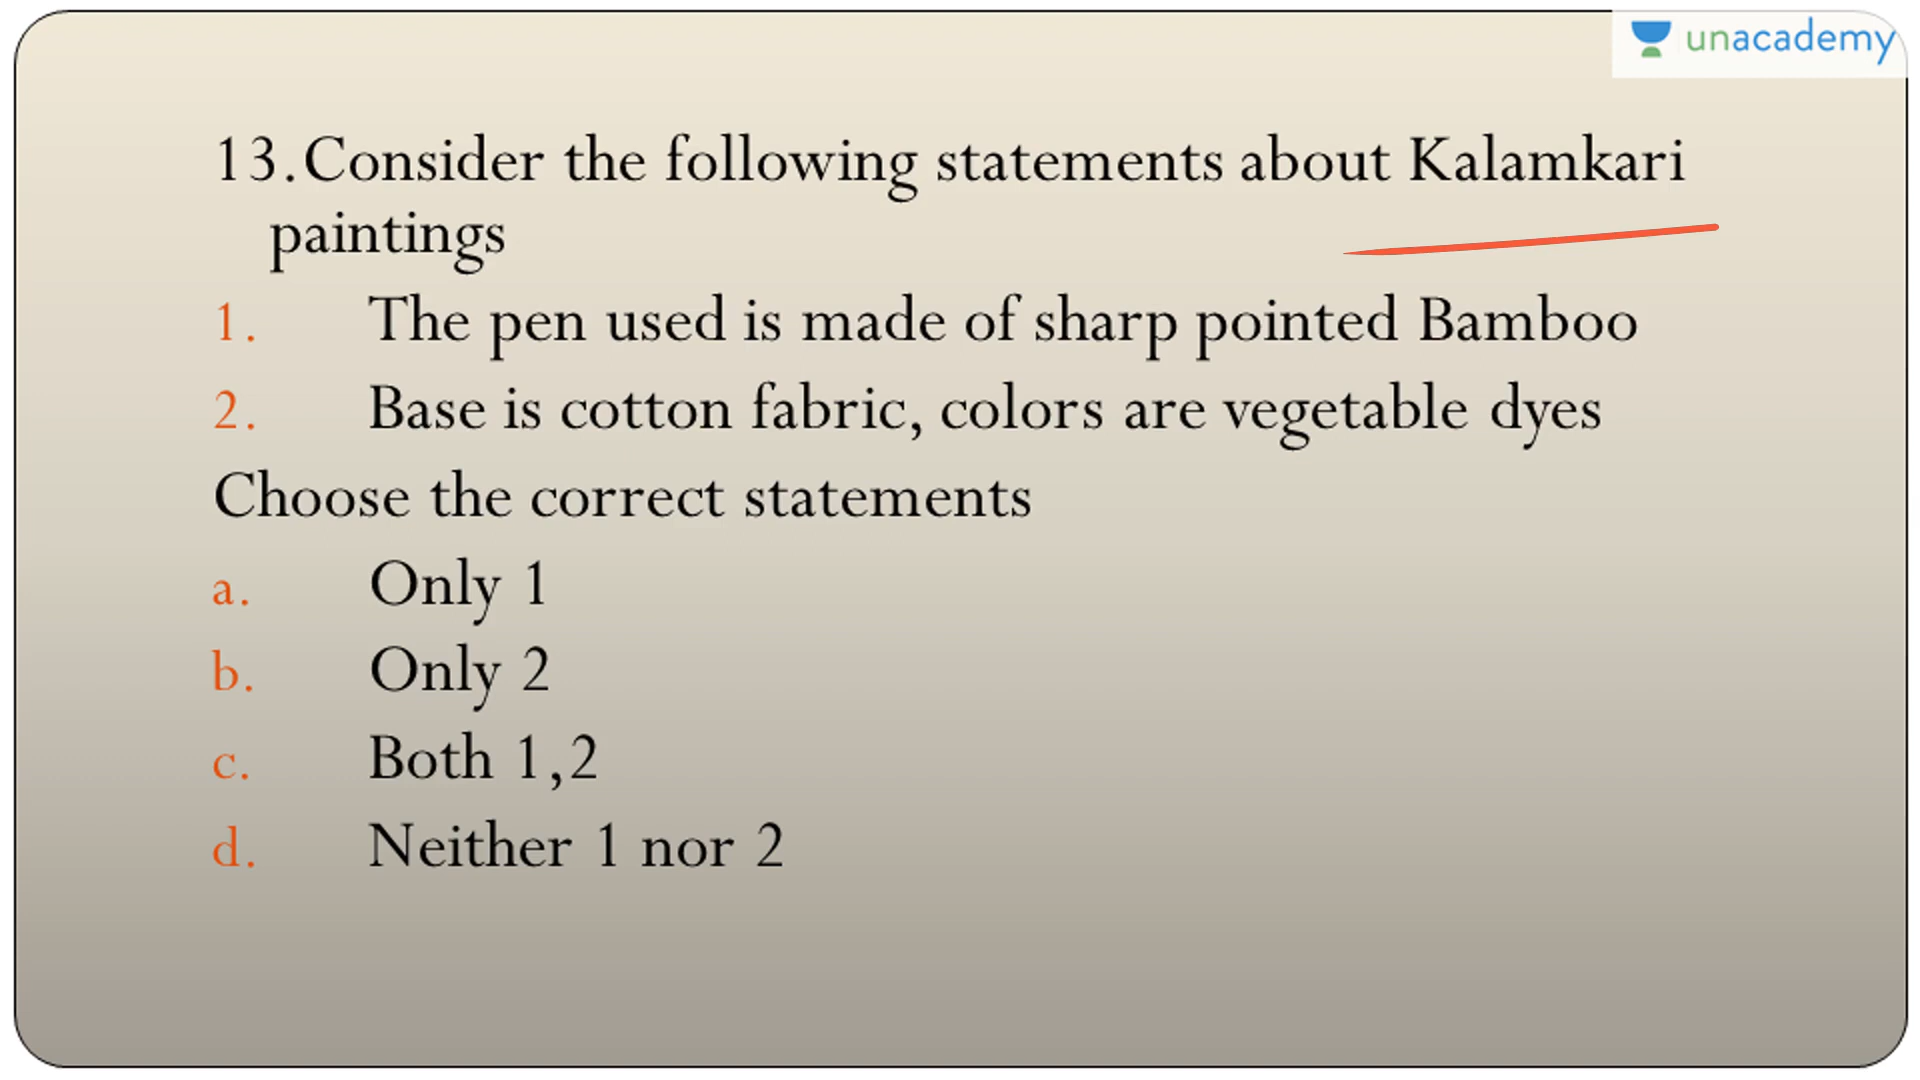 unacademy
13.Consider the following statements about Kalamkari
paintings
1. The pen used is made of sharp pointed Bamboo
2. Base is cotton fabric, colors are vegetable dyes
Choose the correct statements
a. Only 1
b. Only 2
c. Both 1,2
d. Neither 1 nor 2